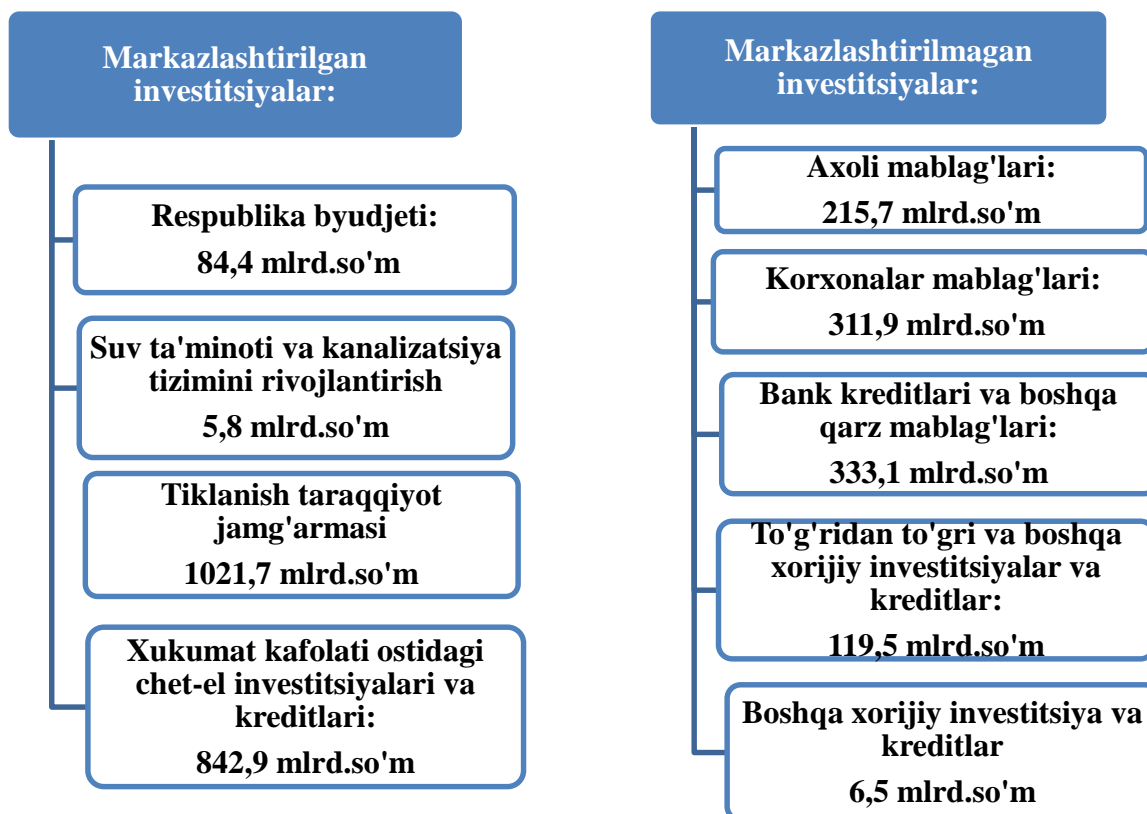 Markazlashtirilgan
investitsiyalar:
Respublika byudjeti:
84,4 mlrd.so'm
Suv ta'minoti va kanalizatsiya
tizimini rivojlantirish
5,8 mlrd.so'm
Tiklanish taraqqiyot
jamg'armasi
1021,7 mlrd.so'm
Xukumat kafolati ostidagi
chet-el investitsiyalari va
kreditlari:
842,9 mlrd.so'm
Markazlashtirilmagan
investitsiyalar:
Axoli mablag'lari:
215,7 mlrd.so'm
Korxonalar mablag'lari:
311,9 mlrd.so'm
Bank kreditlari va boshqa
qarz mablag'lari:
333,1 mlrd.so'm
To'g'ridan to'gri va boshqa
xorijiy investitsiyalar va
kreditlar:
119,5 mlrd.so'm
Boshqa xorijiy investitsiya va
kreditlar
6,5 mlrd.so'm